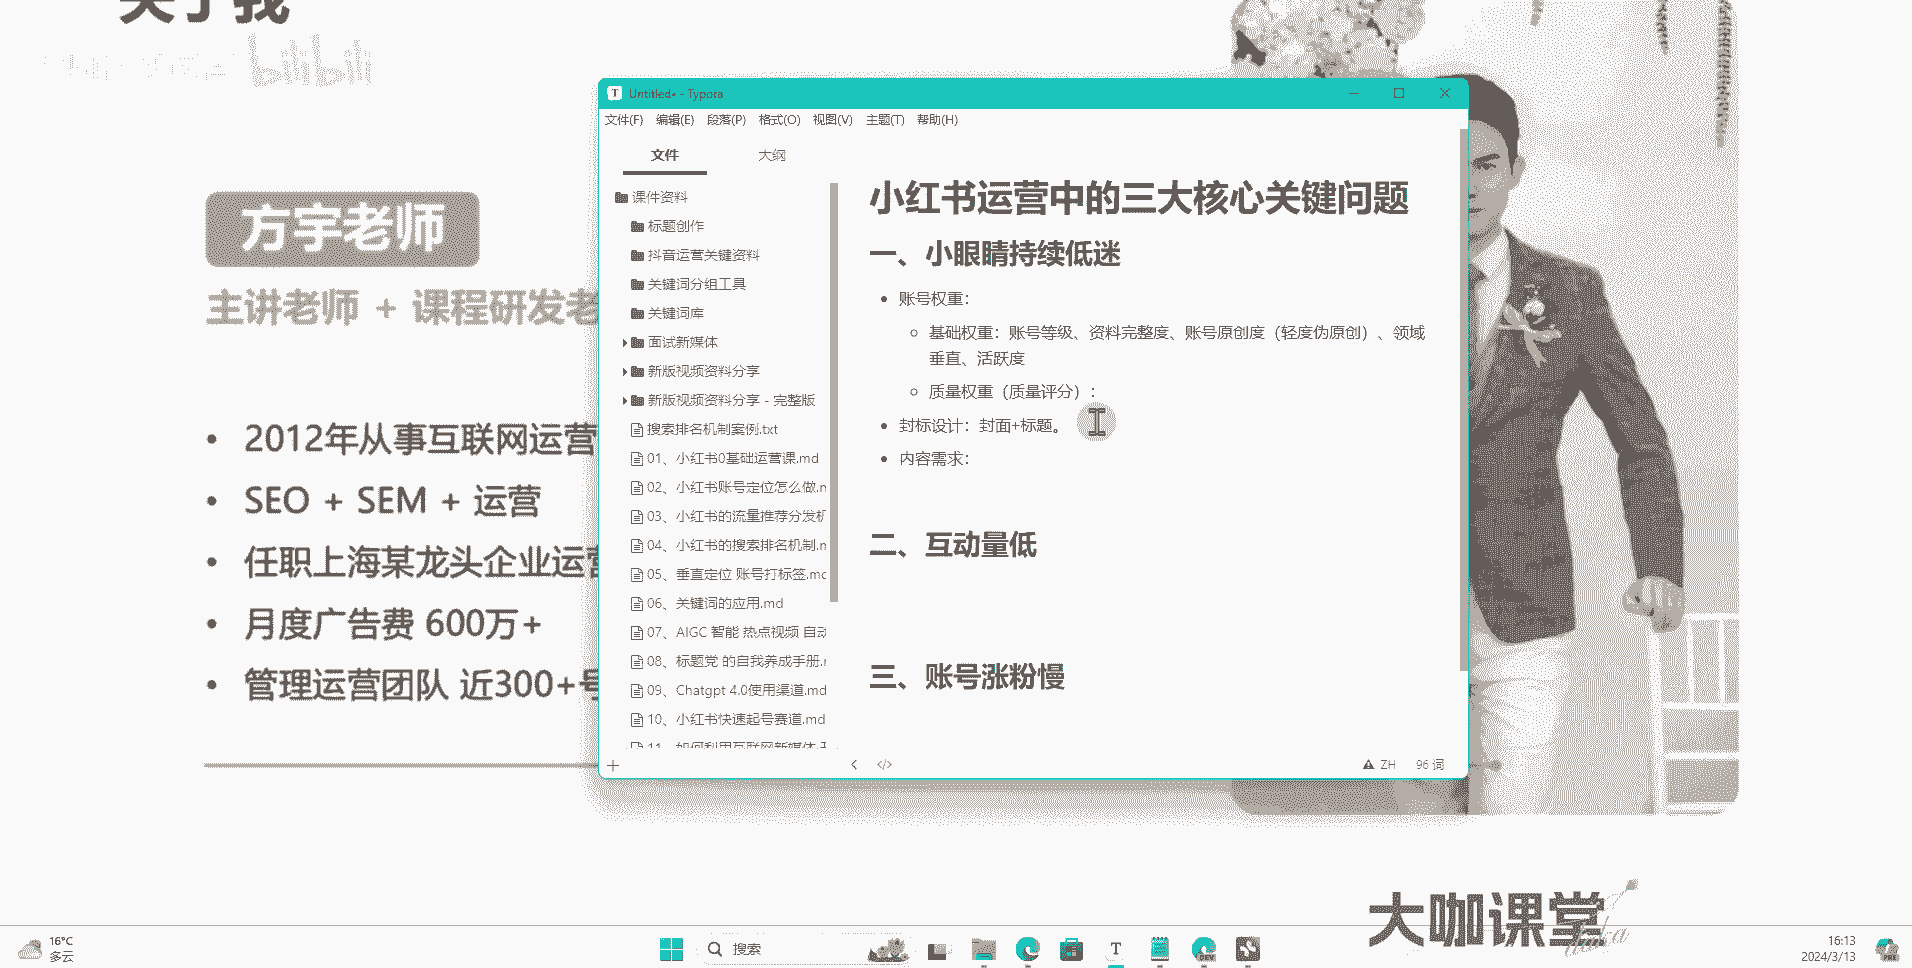 关于我
bilibili
方宇老师
主讲老师 + 课程研发老
2012年从事互联网运营
SEO + SEM + 运营
任职上海某龙头企业运营
月度广告费 600万+
管理运营团队 近300+号
Untitled• - Typora
文件(F) 编辑(E) 段落(P) 格式(O) 视图(V) 主题(T) 帮助(H)
文件 大纲
课件资料
标题创作
抖音运营关键资料
关键词分组工具
关键词库
面试新媒体
新版视频资料分享
新版视频资料分享 - 完整版
搜索排名机制案例.txt
01、小红书0基础运营课.md
02、小红书账号定位怎么做.m
03、小红书的流量推荐分发机
04、小红书的搜索排名机制.m
05、垂直定位 账号打标签.md
06、关键词的应用.md
07、AIGC 智能 热点视频 自动
08、标题党 的自我养成手册.m
09、Chatgpt 4.0使用渠道.md
10、小红书快速起号赛道.md
11、如何利用互联网新媒体
小红书运营中的三大核心关键问题
一、小眼睛持续低迷
账号权重：
基础权重：账号等级、资料完整度、账号原创度（轻度伪原创）、领域
垂直、活跃度
质量权重（质量评分）：
封标设计：封面+标题。
内容需求：
二、互动量低
三、账号涨粉慢
ZH 96 词
大咖课堂
16°C
多云
搜索
16:13
2024/3/13